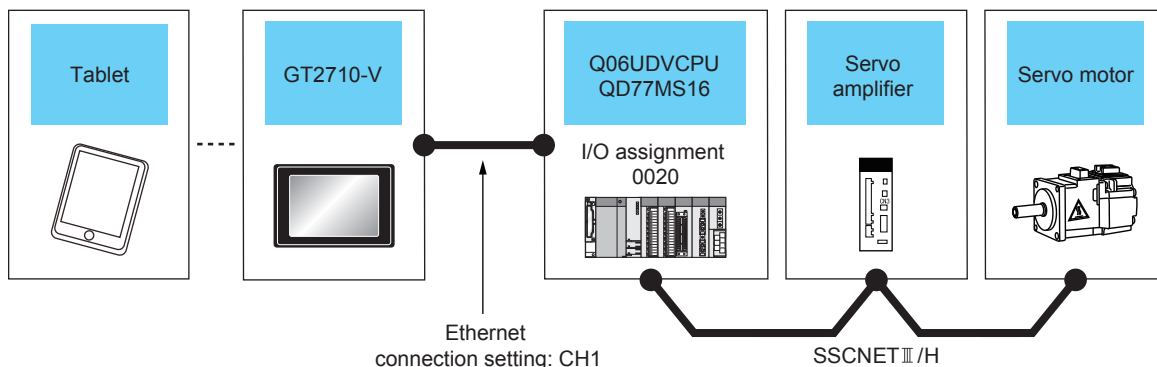 Tablet
GT2710-V
Q06UDVCPU
QD77MS16
I/O assignment
0020
Servo
amplifier
Servo motor
Ethernet
connection setting: CH1
SSCNETⅢ/H